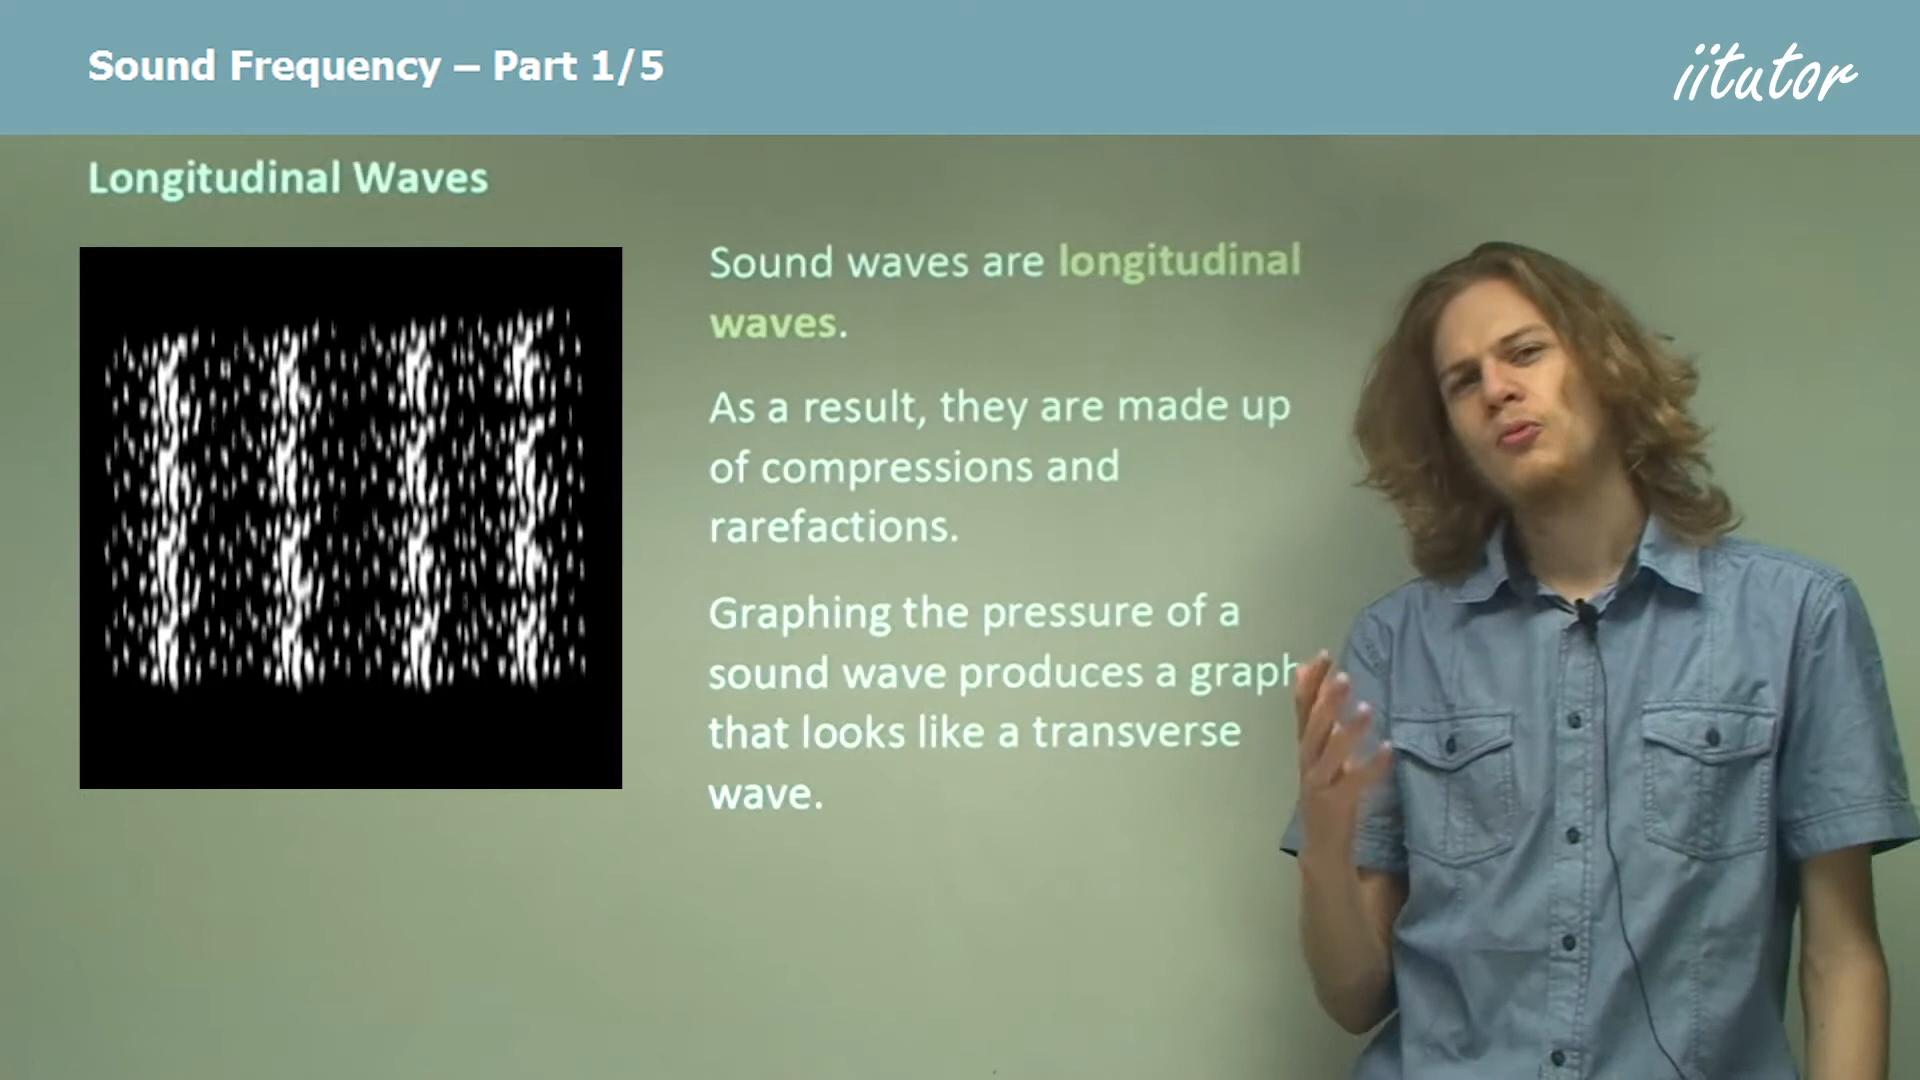 Sound Frequency – Part 1/5
iitutor
Longitudinal Waves
Sound waves are longitudinal
waves.
As a result, they are made up
of compressions and
rarefactions.
Graphing the pressure of a
sound wave produces a graph
that looks like a transverse
wave.